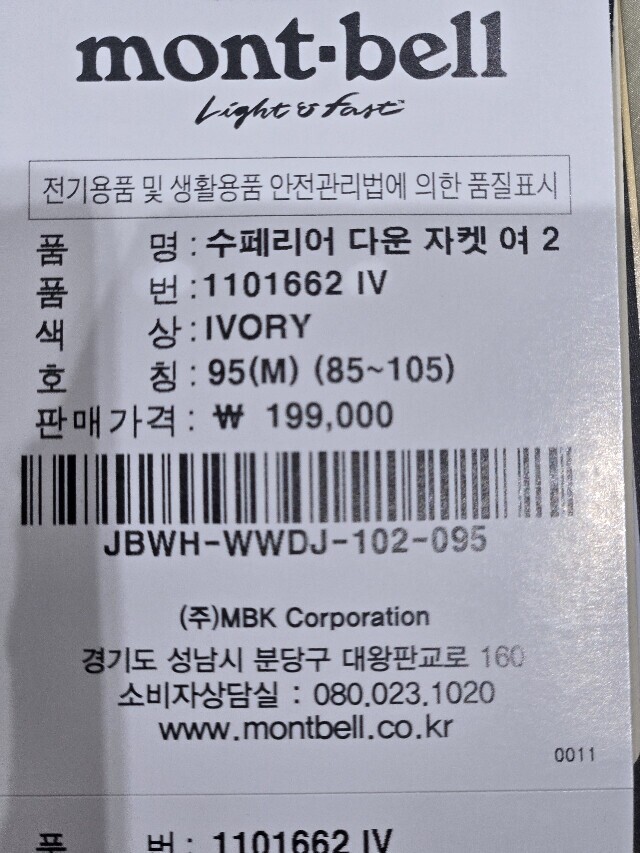 mont-bell
Light & Fast™
전기용품 및 생활용품 안전관리법에 의한 품질표시
품 명 : 수페리어 다운 자켓 여 2
품 번 : 1101662 IV
색 상 : IVORY
호 칭 : 95(M) (85~105)
판매가격 : ₩ 199,000
JBWH-WWDJ-102-095
(주)MBK Corporation
경기도 성남시 분당구 대왕판교로 160
소비자상담실 : 080.023.1020
www.montbell.co.kr
0011
품 번 : 1101662 IV